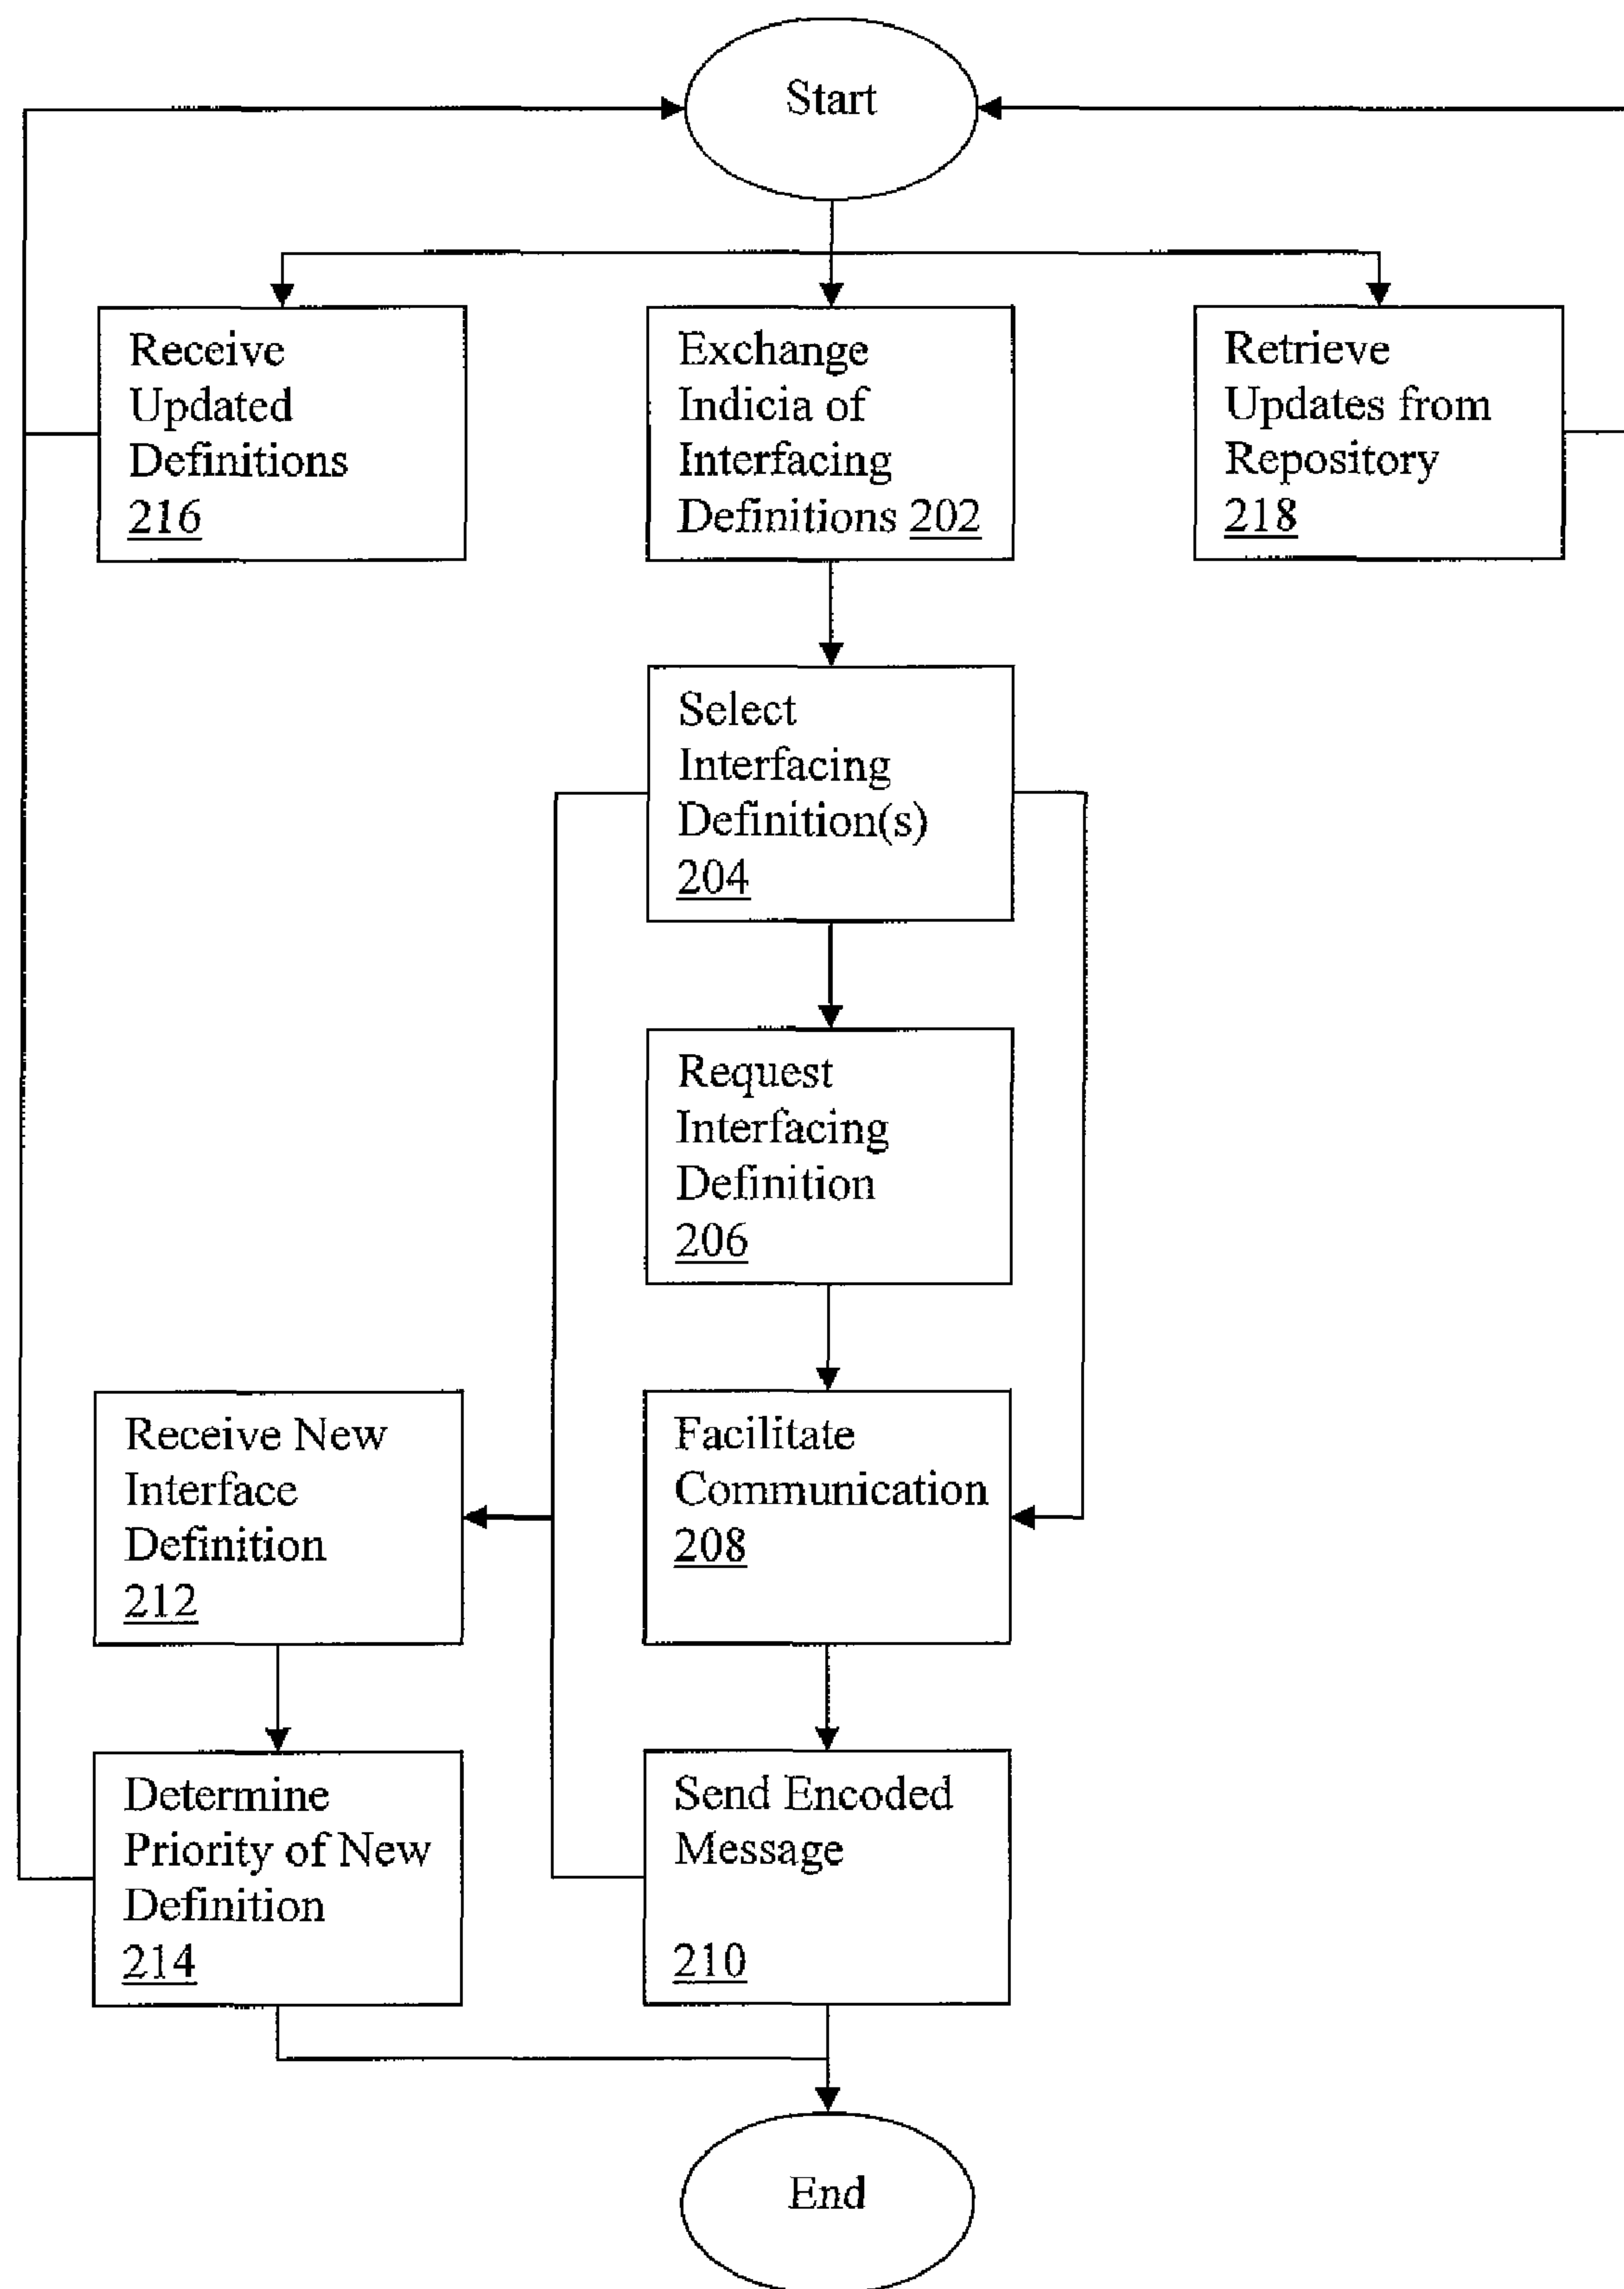 Start
Receive
Updated
Definitions
216
Exchange
Indicia of
Interfacing
Definitions 202
Retrieve
Updates from
Repository
218
Select
Interfacing
Definition(s)
204
Request
Interfacing
Definition
206
Receive New
Interface
Definition
212
Facilitate
Communication
208
Determine
Priority of New
Definition
214
Send Encoded
Message
210
End